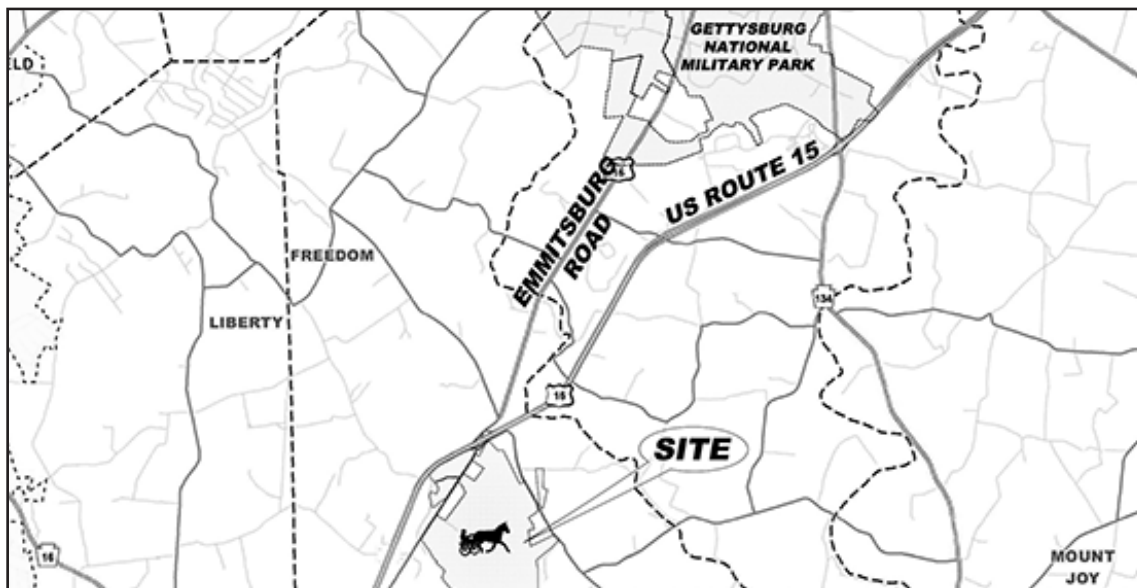 GETTYSBURG
NATIONAL
MILITARY PARK
LD
EMMITSBURG
ROAD
US ROUTE 15
FREEDOM
LIBERTY
134
15
SITE
16
MOUNT
JOY